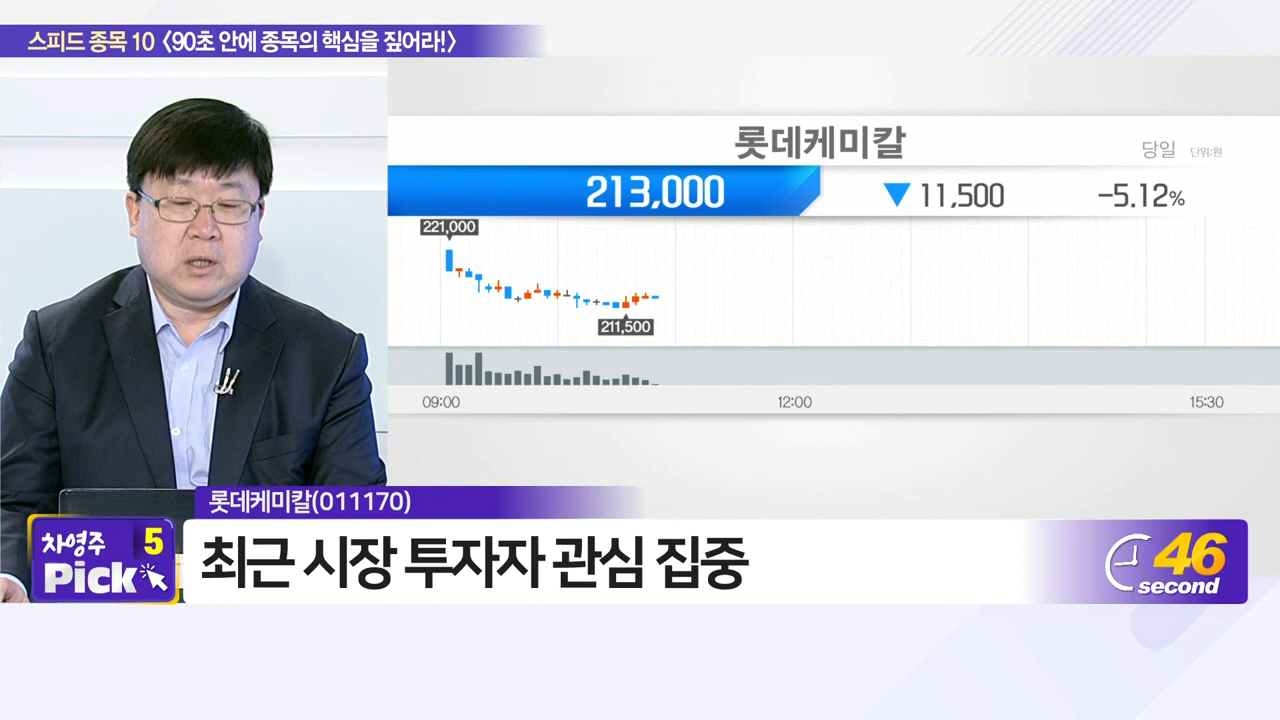 스피드 종목 10 〈90초 안에 종목의 핵심을 짚어라!〉
롯데케미칼
당일 단위:원
213,000 ▼ 11,500 -5.12%
221,000
211,500
09:00 12:00 15:30
롯데케미칼(011170)
차영주 5
Pick
최근 시장 투자자 관심 집중
46
second